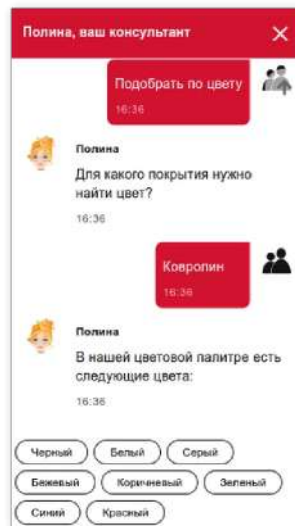 Полина, ваш консультант
Подобрать по цвету
16:36
Полина
Для какого покрытия нужно
найти цвет?
16:36
Ковролин
16:36
Полина
В нашей цветовой палитре есть
следующие цвета:
16:36
Черный Белый Серый
Бежевый Коричневый Зеленый
Синий Красный